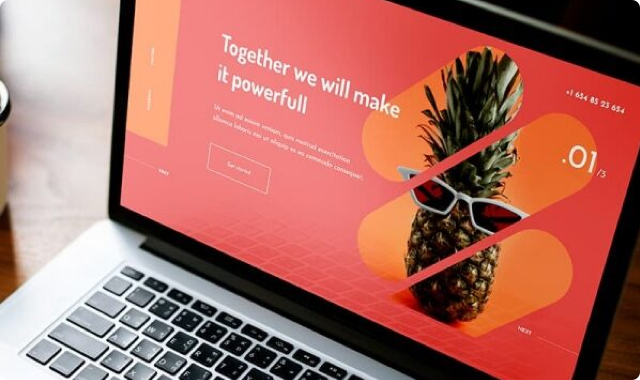 Together we will make
it powerfull
+1 654 85 23 654
Ut enim ad minim veniam, quis nostrud exercitation
ullamco laboris nisi ut aliquip ex ea commodo consequat.
Get started
.01/3
NEXT